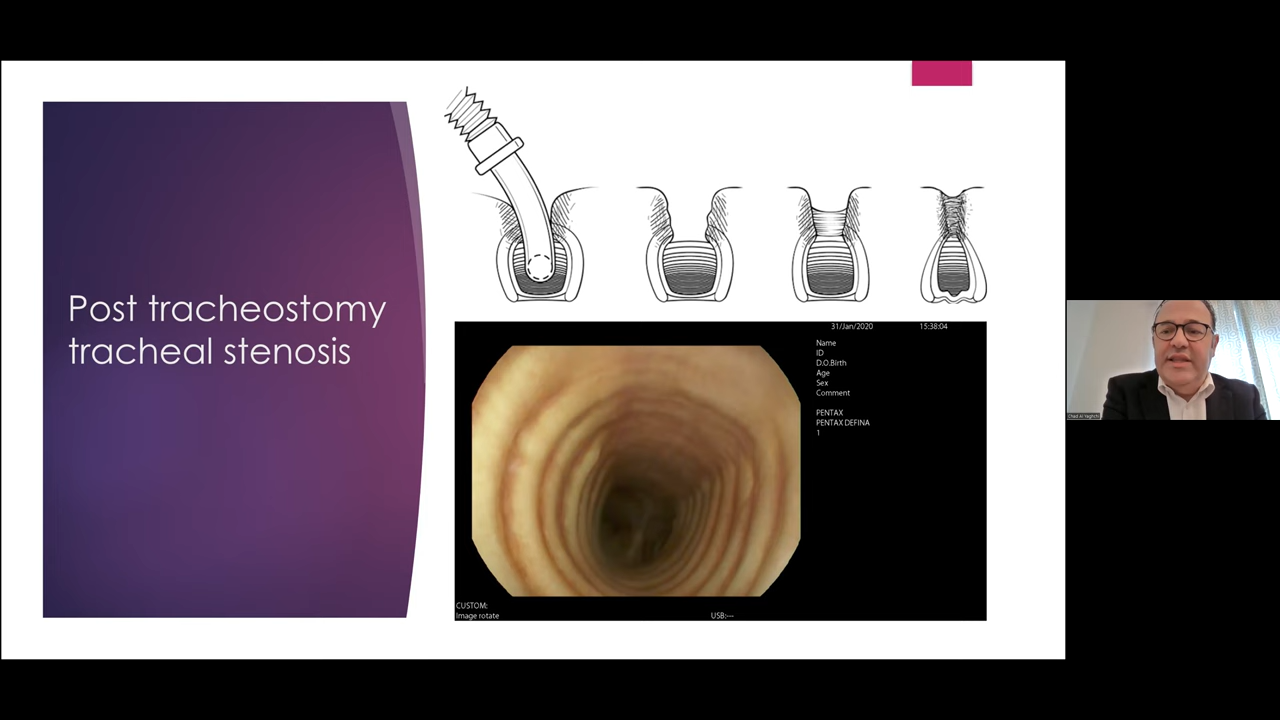 Post tracheostomy
tracheal stenosis
31/Jan/2020 15:38:04
Name
ID
D.O.Birth
Age
Sex
Comment
PENTAX
PENTAX DEFINA
1
CUSTOM:
Image rotate USB:---